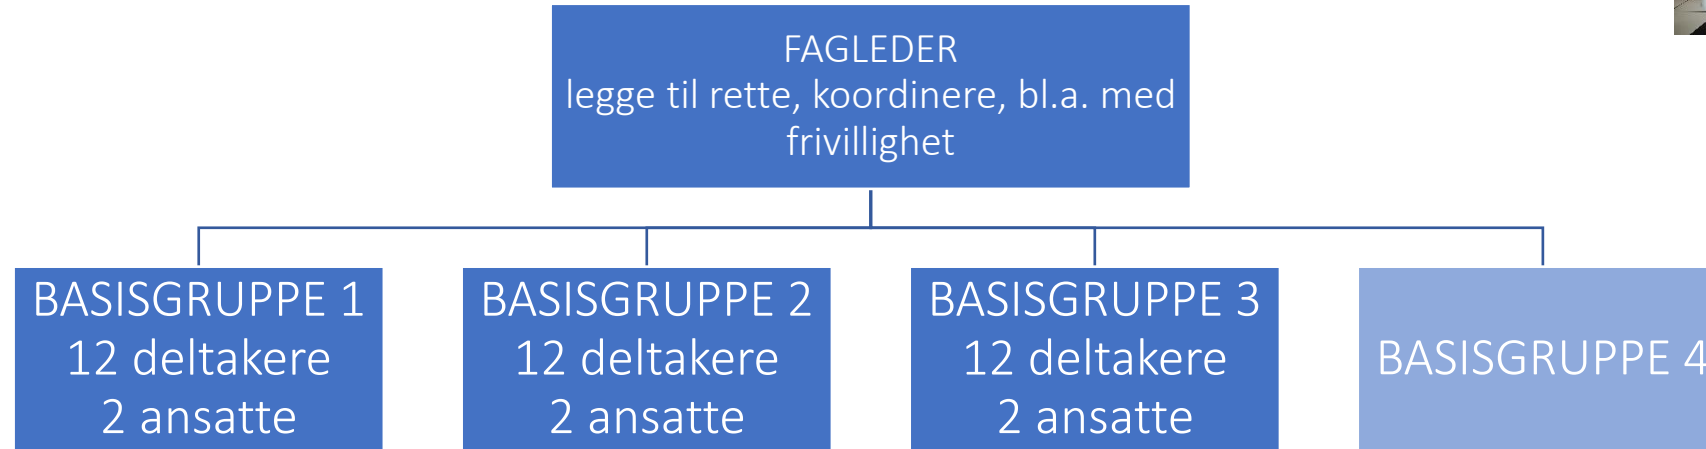 FAGLEDER
legge til rette, koordinere, bl.a. med
frivillighet
BASISGRUPPE 1
12 deltakere
2 ansatte
BASISGRUPPE 2
12 deltakere
2 ansatte
BASISGRUPPE 3
12 deltakere
2 ansatte
BASISGRUPPE 4